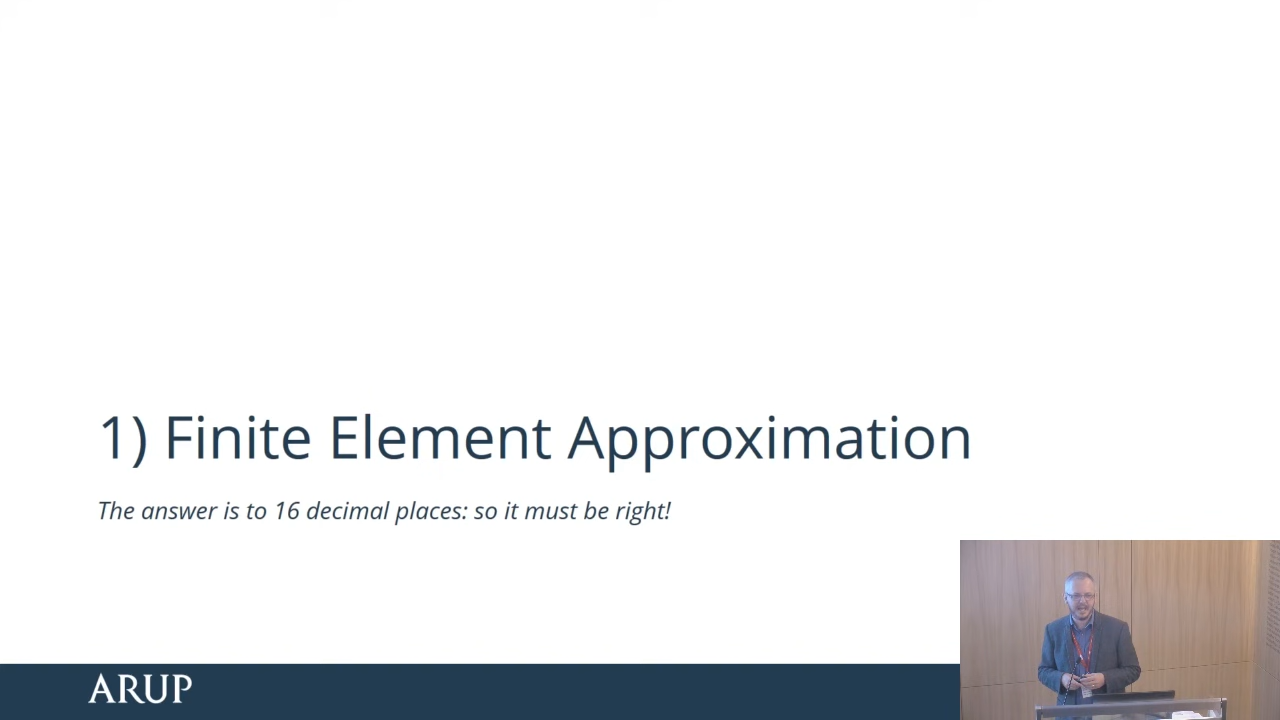 1) Finite Element Approximation
The answer is to 16 decimal places: so it must be right!
ARUP